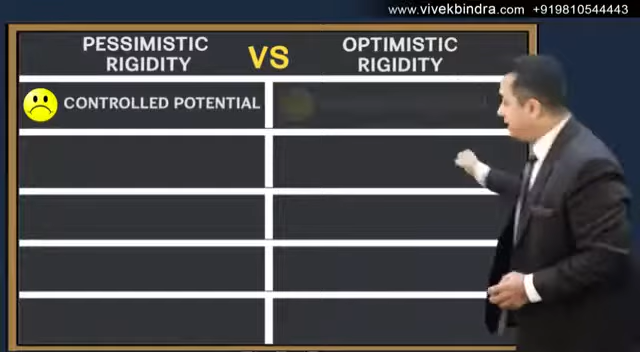 www.vivekbindra.com +919810544443
PESSIMISTIC
RIGIDITY
VS
OPTIMISTIC
RIGIDITY
CONTROLLED POTENTIAL